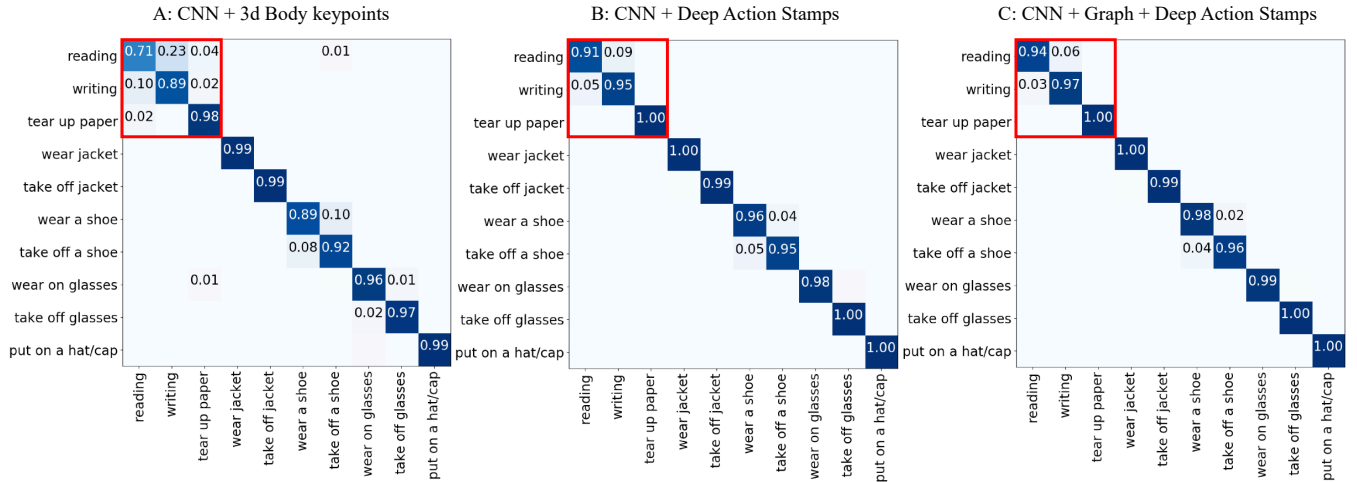 A: CNN + 3d Body keypoints
reading 0.71 0.23 0.04 0.01
writing 0.10 0.89 0.02
tear up paper 0.02 0.98
wear jacket 0.99
take off jacket 0.99
wear a shoe 0.89 0.10
take off a shoe 0.08 0.92
wear on glasses 0.01 0.96 0.01
take off glasses 0.02 0.97
put on a hat/cap 0.99
reading
writing
tear up paper
wear jacket
take off jacket
wear a shoe
take off a shoe
wear on glasses
take off glasses
put on a hat/cap
B: CNN + Deep Action Stamps
reading 0.91 0.09
writing 0.05 0.95
tear up paper 1.00
wear jacket 1.00
take off jacket 0.99
wear a shoe 0.96 0.04
take off a shoe 0.05 0.95
wear on glasses 0.98
take off glasses 1.00
put on a hat/cap 1.00
reading
writing
tear up paper
wear jacket
take off jacket
wear a shoe
take off a shoe
wear on glasses
take off glasses
put on a hat/cap
C: CNN + Graph + Deep Action Stamps
reading 0.94 0.06
writing 0.03 0.97
tear up paper 1.00
wear jacket 1.00
take off jacket 0.99
wear a shoe 0.98 0.02
take off a shoe 0.04 0.96
wear on glasses 0.99
take off glasses 1.00
put on a hat/cap 1.00
reading
writing
tear up paper
wear jacket
take off jacket
wear a shoe
take off a shoe
wear on glasses
take off glasses
put on a hat/cap